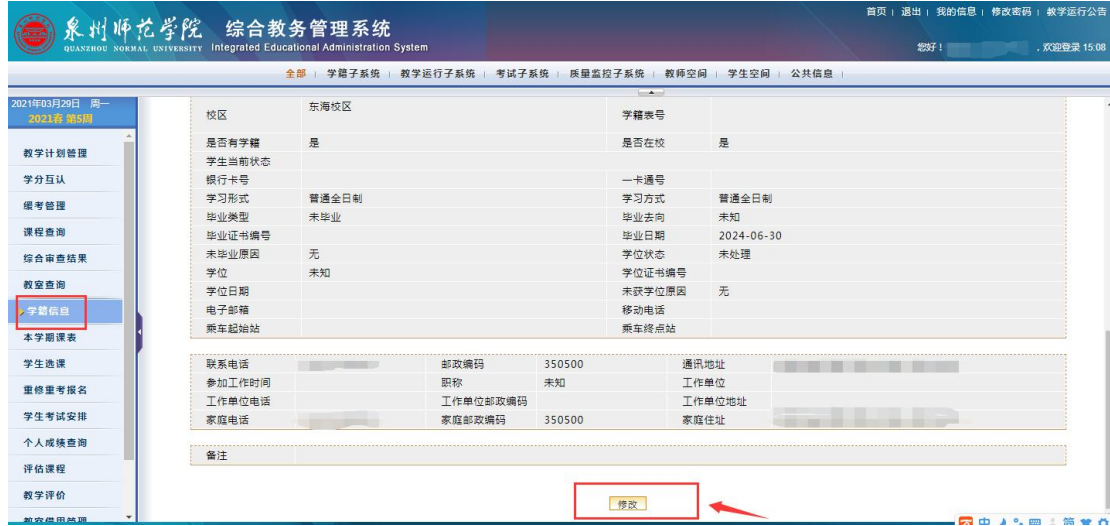 首页 | 退出 | 我的信息 | 修改密码 | 教学运行公告
泉州师范学院 综合教务管理系统
QUANZHOU NORMAL UNIVERSITY Integrated Educational Administration System
您好！ ，欢迎登录 15:08
全部 | 学籍子系统 | 教学运行子系统 | 考试子系统 | 质量监控子系统 | 教师空间 | 学生空间 | 公共信息 |
2021年03月29日 周一
2021春 第5周
教学计划管理
学分互认
缓考管理
课程查询
综合审查结果
教室查询
学籍信息
本学期课表
学生选课
重修重考报名
学生考试安排
个人成绩查询
评估课程
教学评价
教室借用管理
校区 东海校区 学籍表号
是否有学籍 是 是否在校 是
学生当前状态
银行卡号 一卡通号
学习形式 普通全日制 学习方式 普通全日制
毕业类型 未毕业 毕业去向 未知
毕业证书编号 毕业日期 2024-06-30
未毕业原因 无 学位状态 未处理
学位 未知 学位证书编号
学位日期 未获学位原因 无
电子邮箱 移动电话
乘车起始站 乘车终点站
联系电话 邮政编码 350500 通讯地址
参加工作时间 职称 未知 工作单位
工作单位电话 工作单位邮政编码 工作单位地址
家庭电话 家庭邮政编码 350500 家庭住址
备注
修改
中 简